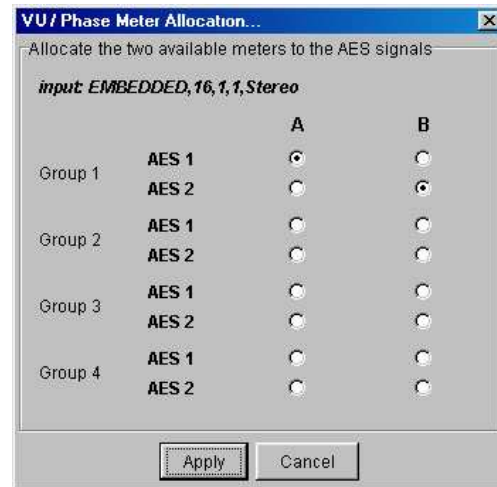 VU / Phase Meter Allocation...
Allocate the two available meters to the AES signals
input: EMBEDDED,16,1,1,Stereo
A B
Group 1
AES 1
AES 2
Group 2
AES 1
AES 2
Group 3
AES 1
AES 2
Group 4
AES 1
AES 2
Apply Cancel